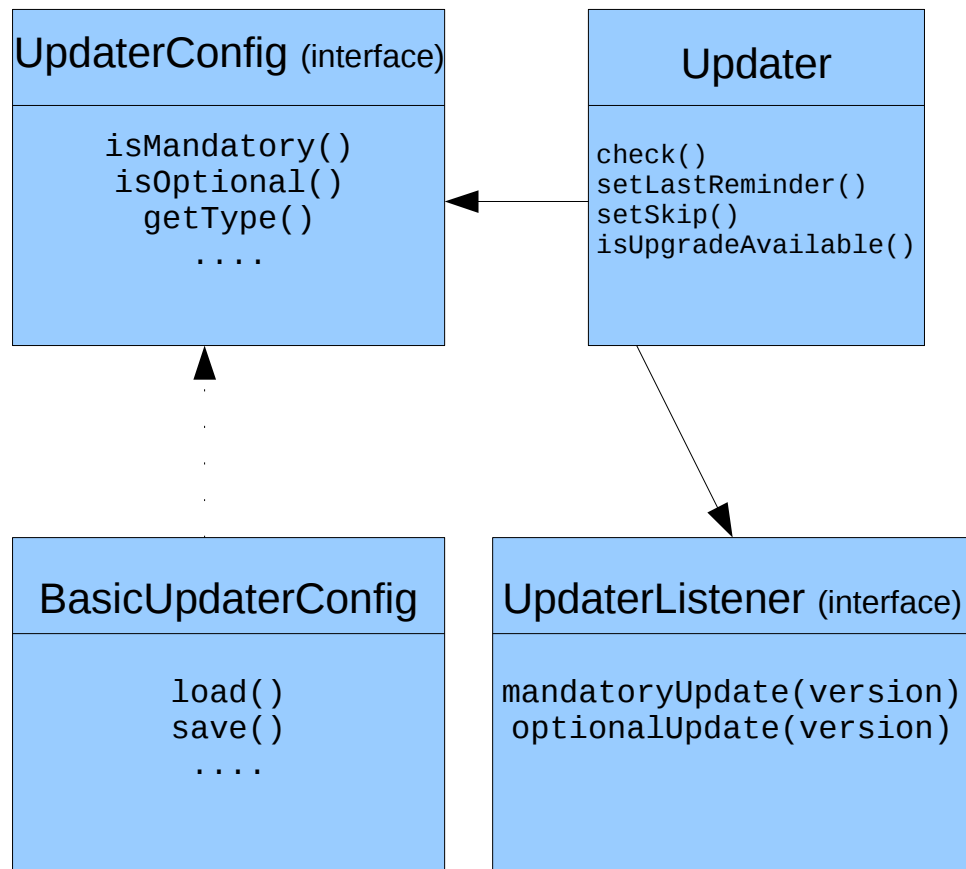 UpdaterConfig (interface)
isMandatory()
isOptional()
getType()
....
Updater
check()
setLastReminder()
setSkip()
isUpgradeAvailable()
BasicUpdaterConfig
load()
save()
....
UpdaterListener (interface)
mandatoryUpdate(version)
optionalUpdate(version)